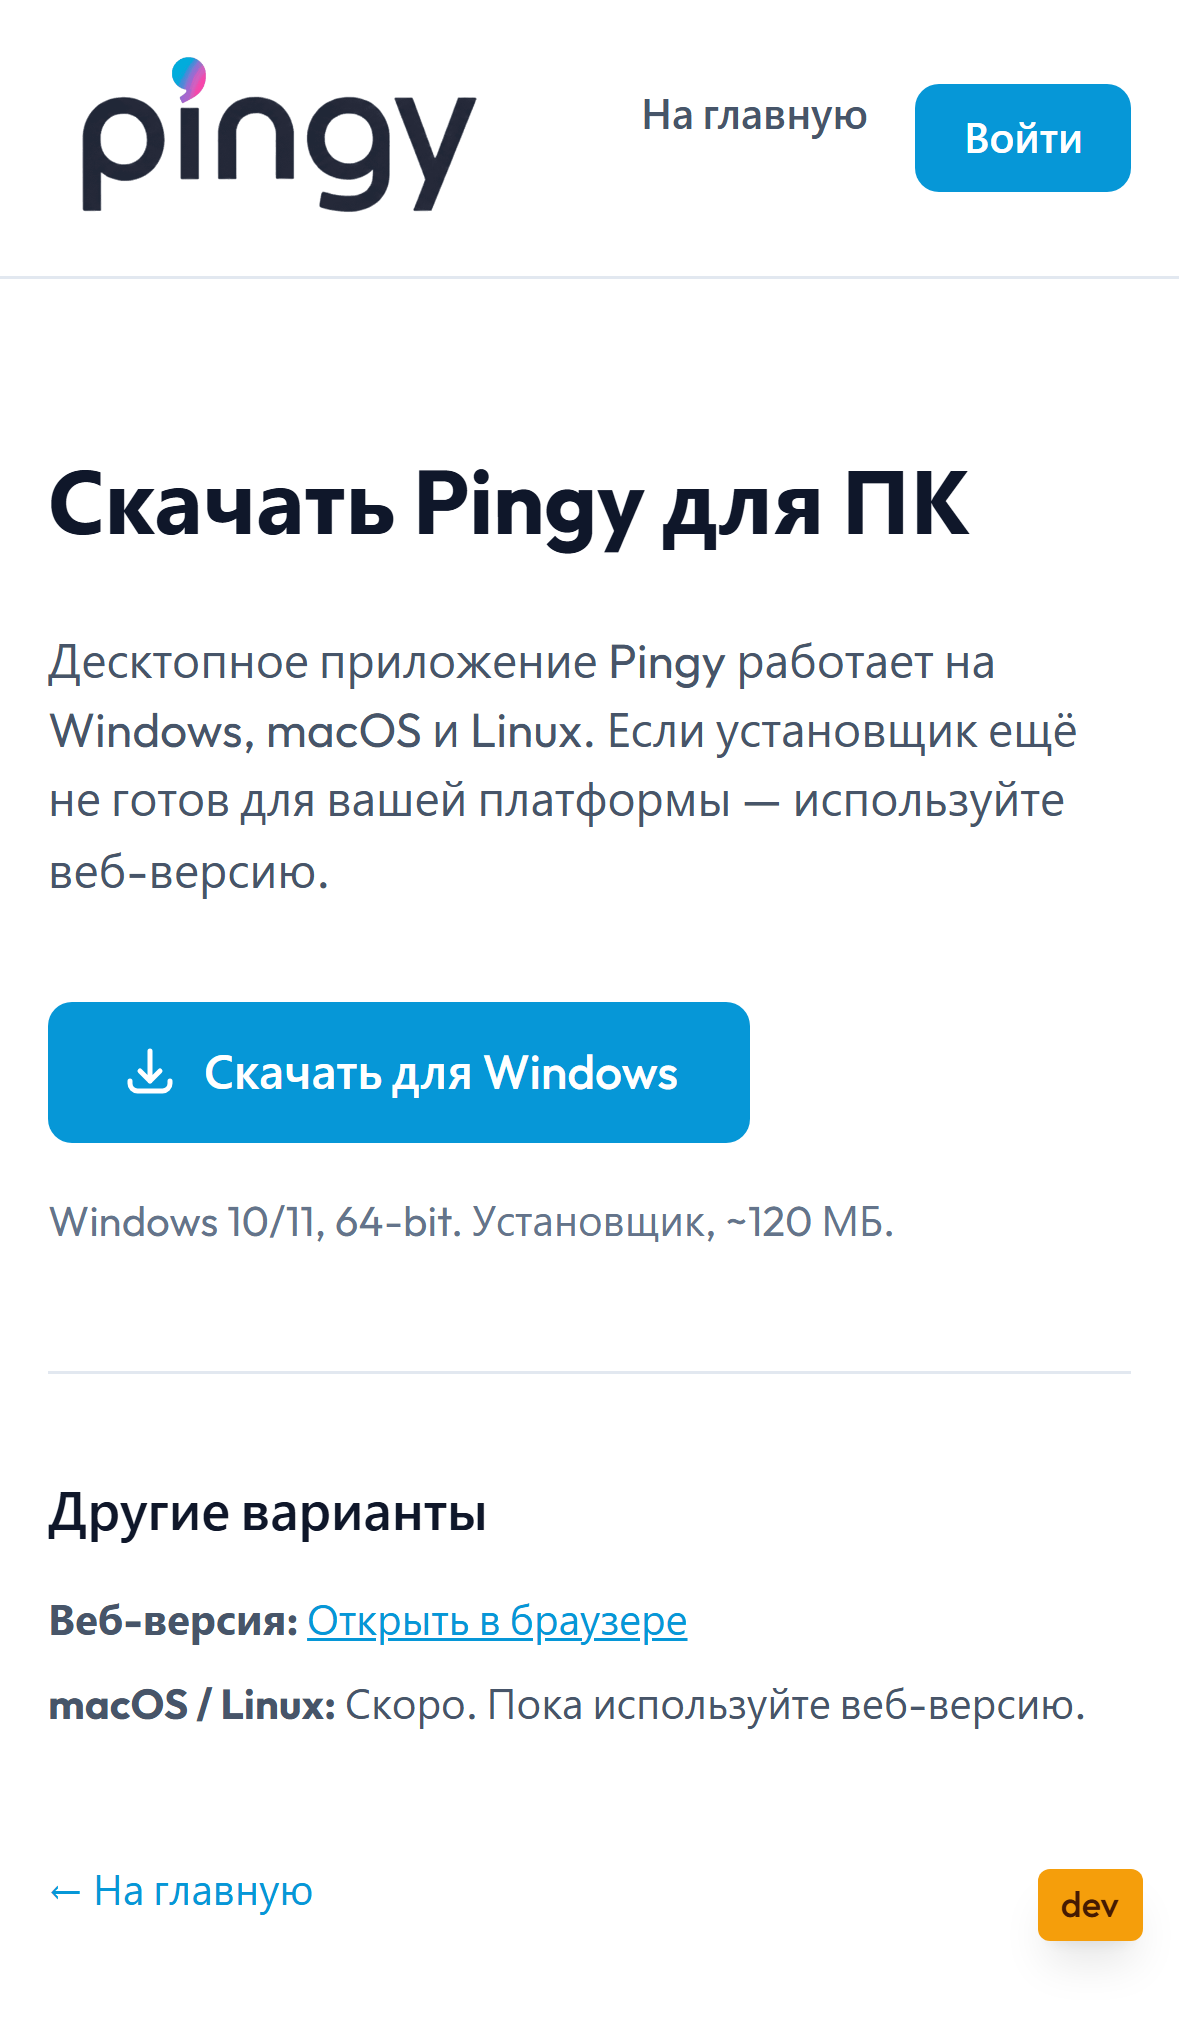 pingy
На главную
Войти
Скачать Pingy для ПК
Десктопное приложение Pingy работает на
Windows, macOS и Linux. Если установщик ещё
не готов для вашей платформы — используйте
веб-версию.
Скачать для Windows
Windows 10/11, 64-bit. Установщик, ~120 МБ.
Другие варианты
Веб-версия: Открыть в браузере
macOS / Linux: Скоро. Пока используйте веб-версию.
← На главную
dev